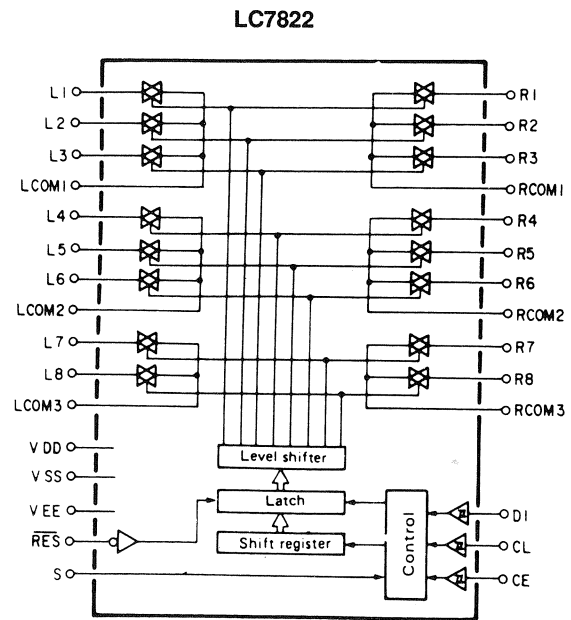 LC7822
L1 R1
L2 R2
L3 R3
LCOM1 RCOM1
L4 R4
L5 R5
L6 R6
LCOM2 RCOM2
L7 R7
L8 R8
LCOM3 RCOM3
VDD Level shifter
VSS
VEE Latch DI
RES Shift register Control CL
S CE